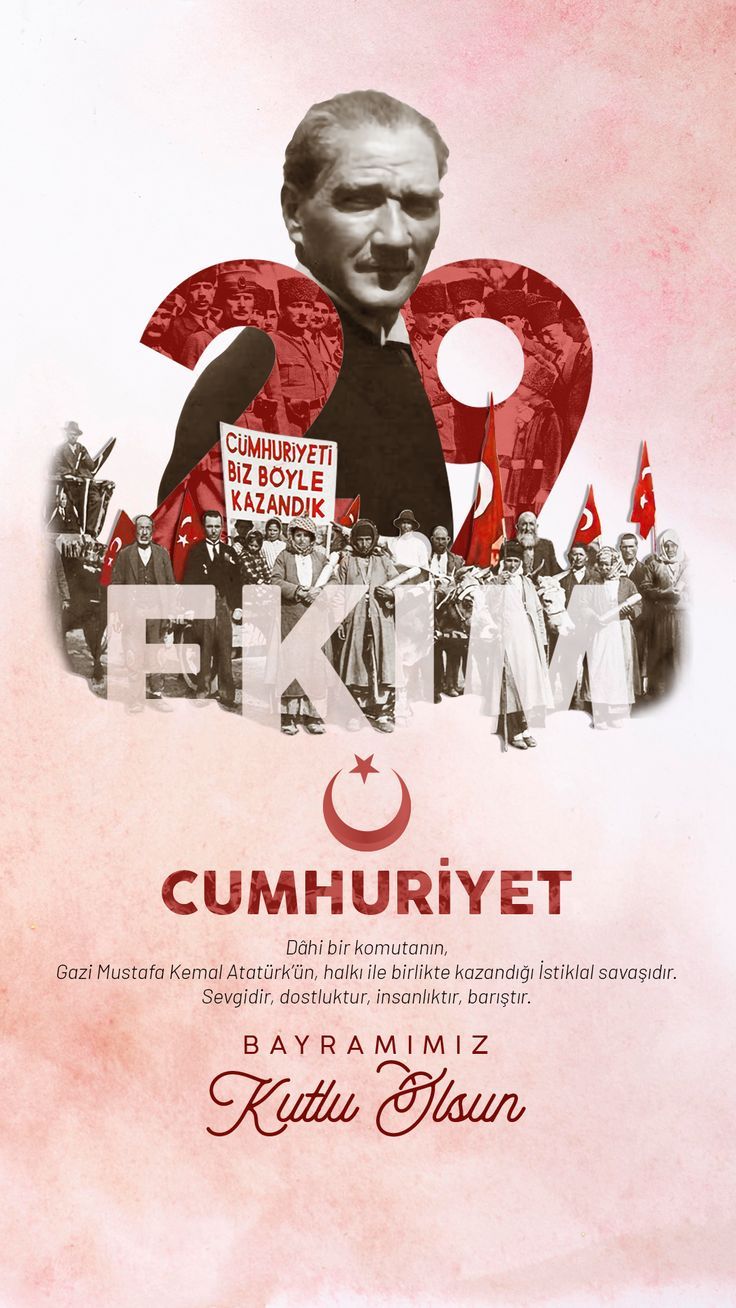 29
CÜMHURİYETİ
BİZ BÖYLE
KAZANDIK
EKİM
CUMHURİYET
Dâhi bir komutanın,
Gazi Mustafa Kemal Atatürk’ün, halkı ile birlikte kazandığı İstiklal savaşıdır.
Sevgidir, dostluktur, insanlıktır, barıştır.
BAYRAMIMIZ
Kutlu Olsun